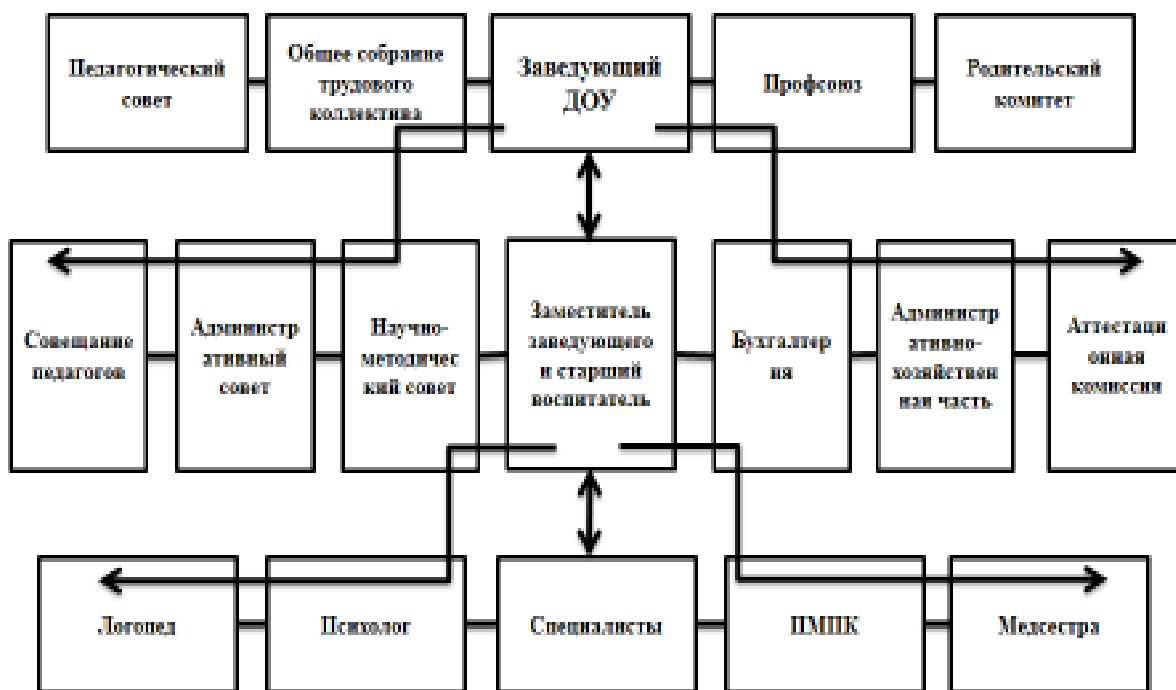 Педагогический
совет
Общее собрание
трудового
коллектива
Заведующий
ДОУ
Профсоюз
Родительский
комитет
Совещание
педагогов
Администр
ативный
совет
Научно-
методичес
кий совет
Заместитель
заведующего
и старший
воспитатель
Бухгалтер
ия
Администр
ативно-
хозяйствен
ная часть
Аттестаци
онная
комиссия
Логопед
Психолог
Специалисты
ПМПК
Медсестра